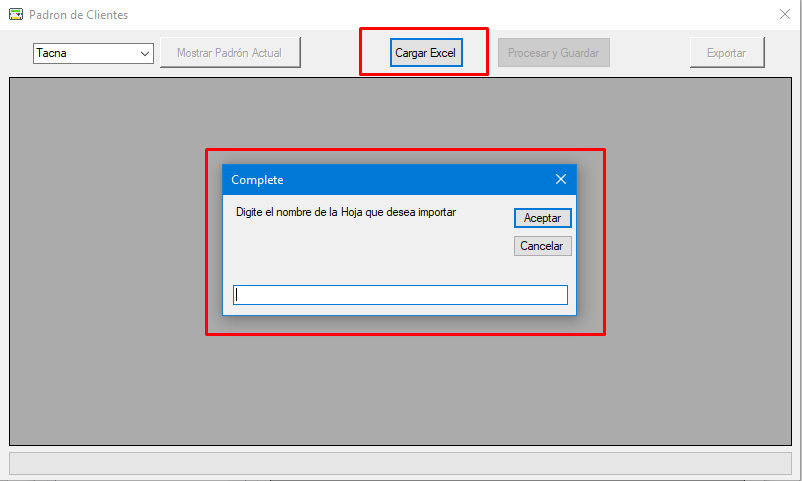 Padron de Clientes
Tacna
Mostrar Padrón Actual
Cargar Excel
Procesar y Guardar
Exportar
Complete
Digite el nombre de la Hoja que desea importar
Aceptar
Cancelar